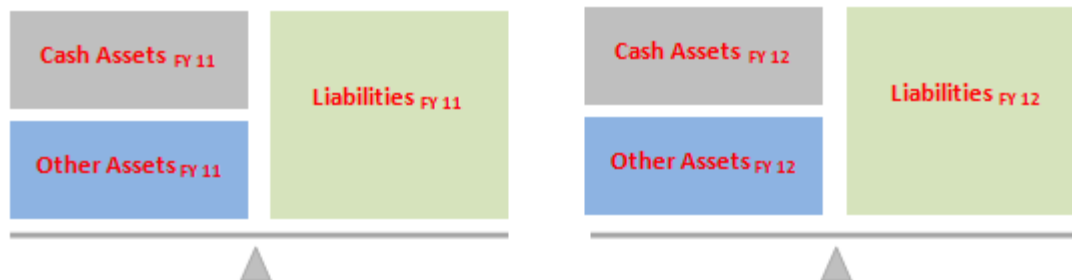 Cash Assets FY 11
Liabilities FY 11
Other Assets FY 11
Cash Assets FY 12
Liabilities FY 12
Other Assets FY 12